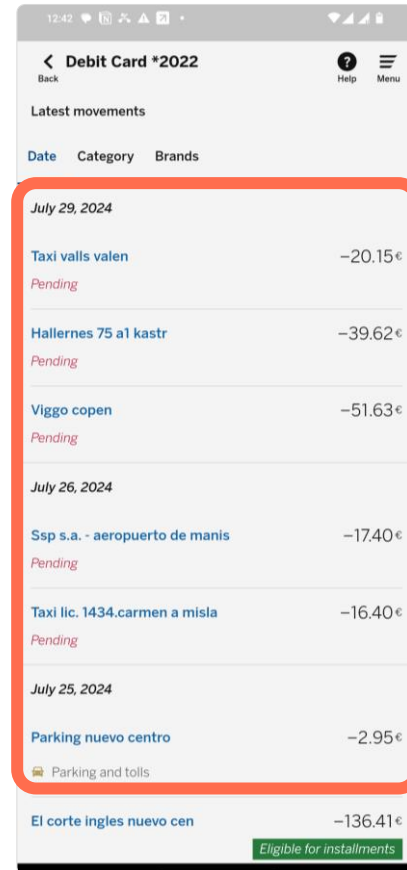 12:42
Debit Card *2022
Back
Help
Menu
Latest movements
Date Category Brands
July 29, 2024
Taxi valls valen −20.15€
Pending
Hallernes 75 a1 kastr −39.62€
Pending
Viggo copen −51.63€
Pending
July 26, 2024
Ssp s.a. - aeropuerto de manis −17.40€
Pending
Taxi lic. 1434.carmen a misla −16.40€
Pending
July 25, 2024
Parking nuevo centro −2.95€
Parking and tolls
El corte ingles nuevo cen −136.41€
Eligible for installments